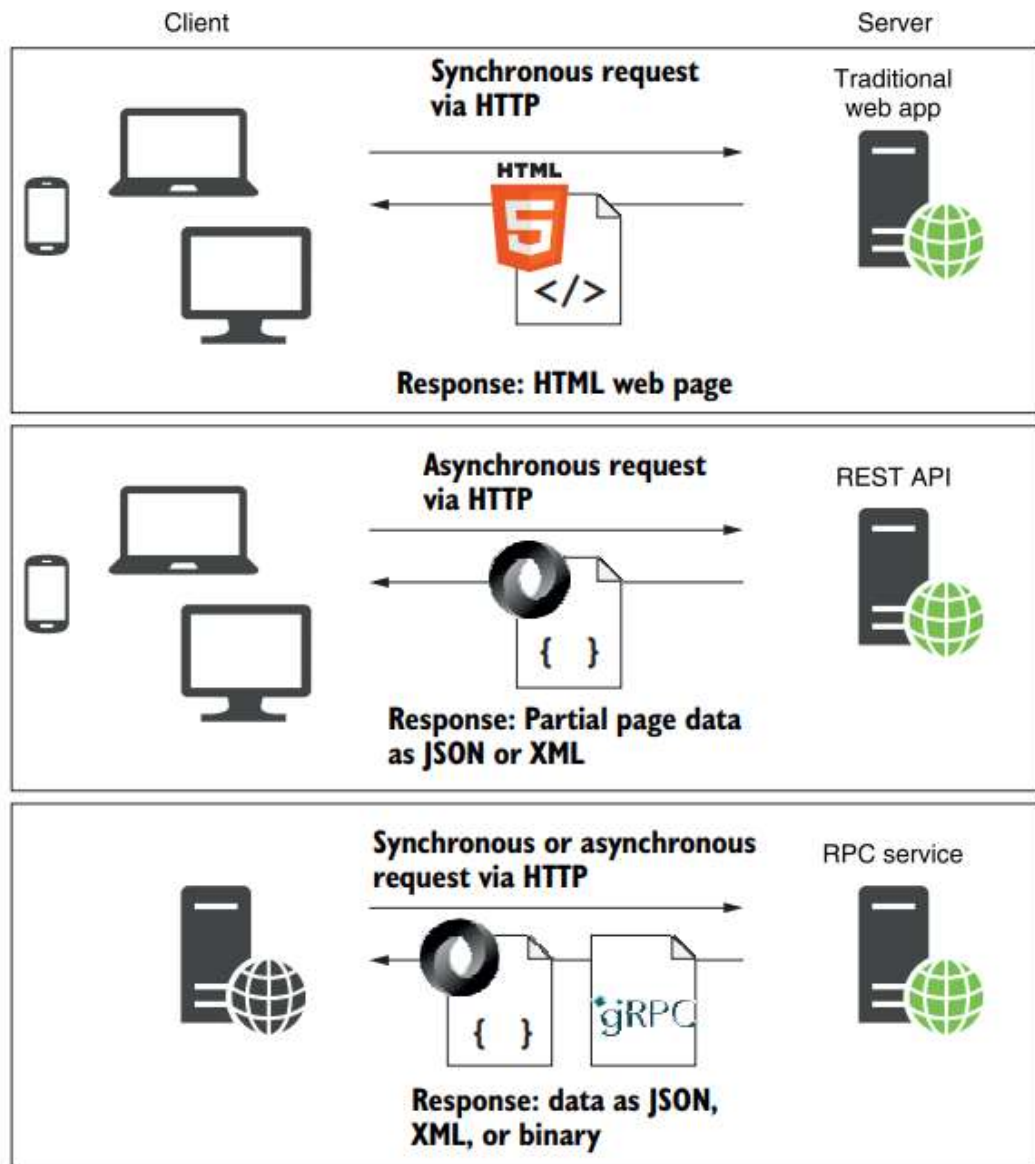 Client
Server
Synchronous request
via HTTP
Traditional
web app
HTML
5
</>
Response: HTML web page
Asynchronous request
via HTTP
REST API
{ }
Response: Partial page data
as JSON or XML
Synchronous or asynchronous
request via HTTP
RPC service
{ }
gRPC
Response: data as JSON,
XML, or binary